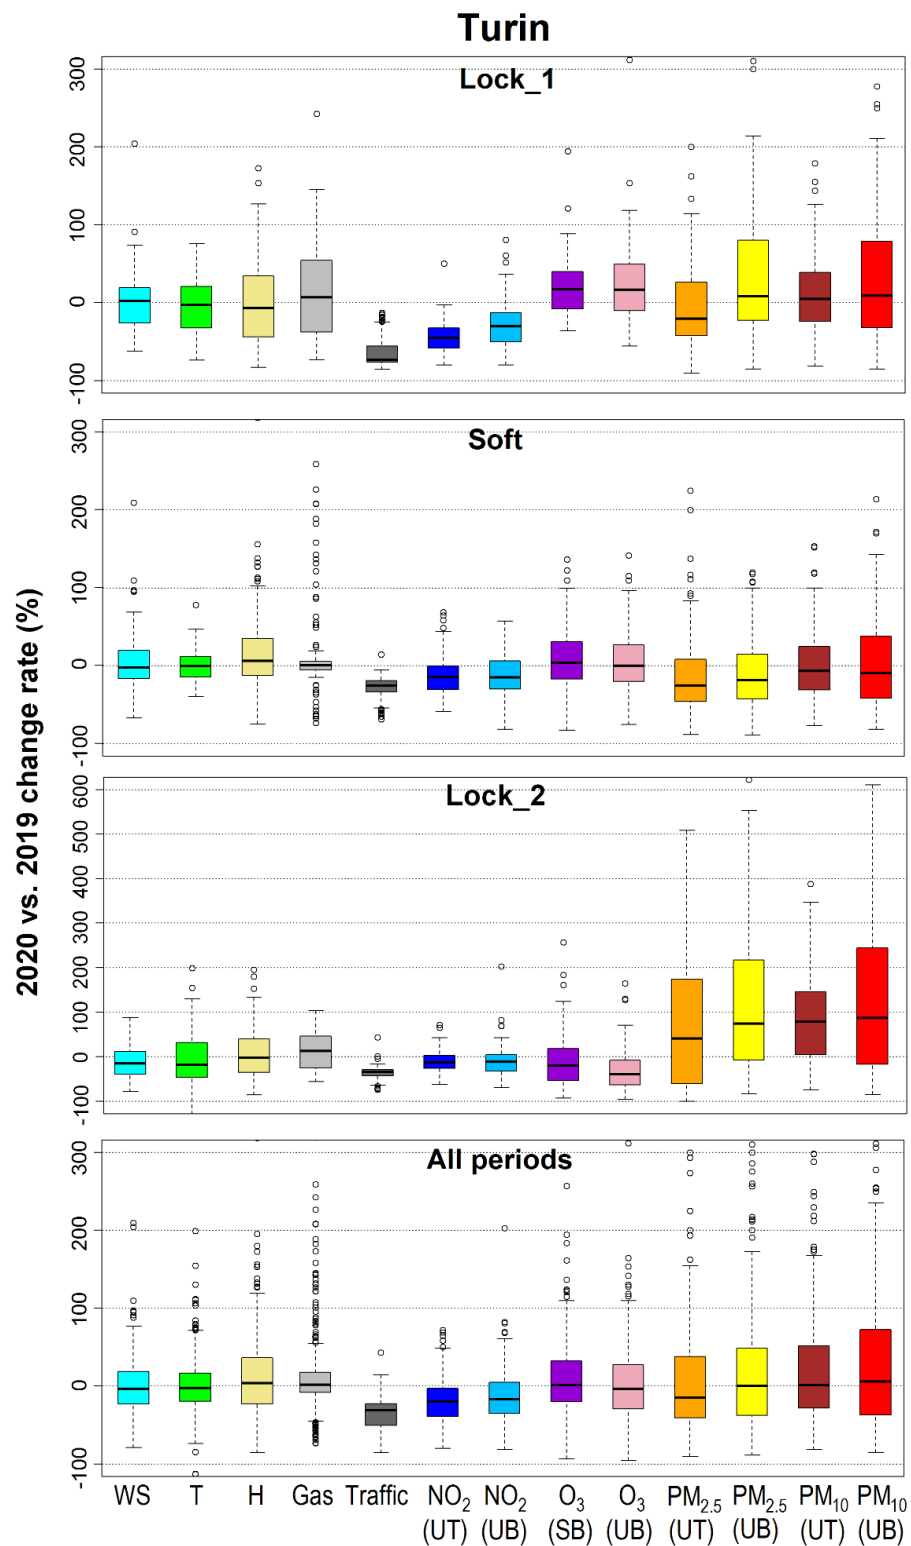 Turin
2020 vs. 2019 change rate (%)
Lock_1
300
200
100
0
-100
Soft
300
200
100
0
-100
Lock_2
600
500
400
300
200
100
0
-100
All periods
300
200
100
0
-100
WS T H Gas Traffic NO₂ NO₂ O₃ O₃ PM₂.₅ PM₂.₅ PM₁₀ PM₁₀
(UT) (UB) (SB) (UB) (UT) (UB) (UT) (UB)